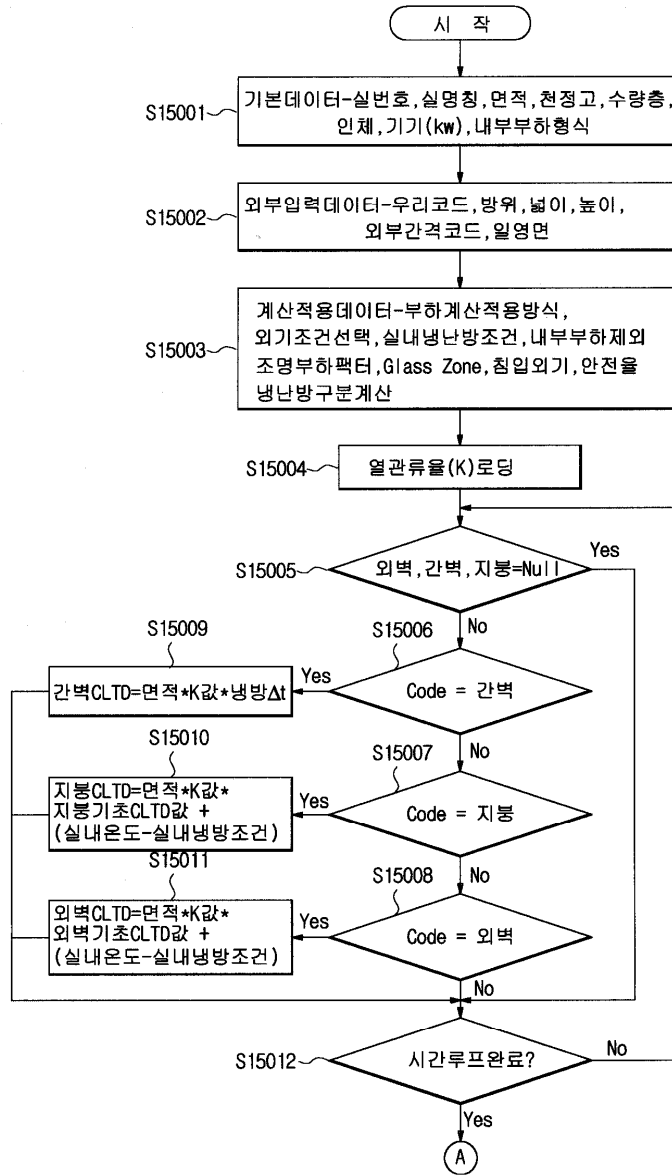 시 작
S15001
기본데이터-실번호,실명칭,면적,천정고,수량층,
인체,기기(kw),내부부하형식
S15002
외부입력데이터-우리코드,방위,넓이,높이,
외부간격코드,일영면
S15003
계산적용데이터-부하계산적용방식,
외기조건선택,실내냉난방조건,내부부하제외
조명부하팩터,Glass Zone,침입외기,안전율
냉난방구분계산
S15004
열관류율(K)로딩
S15005
외벽,간벽,지붕=Null
Yes
No
S15006
Code = 간벽
Yes
S15009
간벽CLTD=면적*K값*냉방Δt
No
S15007
Code = 지붕
Yes
S15010
지붕CLTD=면적*K값*
지붕기초CLTD값 +
(실내온도-실내냉방조건)
No
S15008
Code = 외벽
Yes
S15011
외벽CLTD=면적*K값*
외벽기초CLTD값 +
(실내온도-실내냉방조건)
No
S15012
시간루프완료?
No
Yes
A